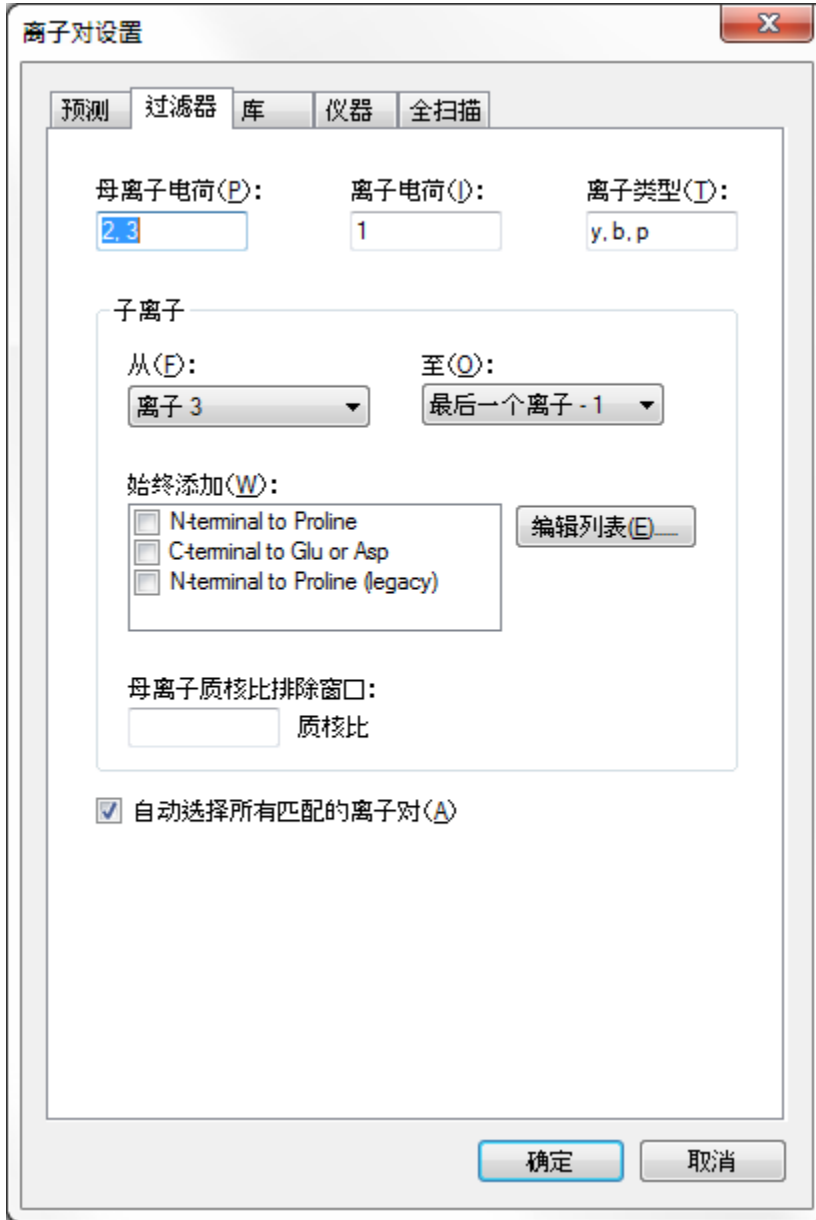 离子对设置
预测 过滤器 库 仪器 全扫描
母离子电荷(P): 离子电荷(I): 离子类型(T):
2, 3 1 y, b, p
子离子
从(F): 至(O):
离子 3 最后一个离子 - 1
始终添加(W):
N-terminal to Proline
编辑列表(E)...
C-terminal to Glu or Asp
N-terminal to Proline (legacy)
母离子质核比排除窗口:
质核比
自动选择所有匹配的离子对(A)
确定 取消